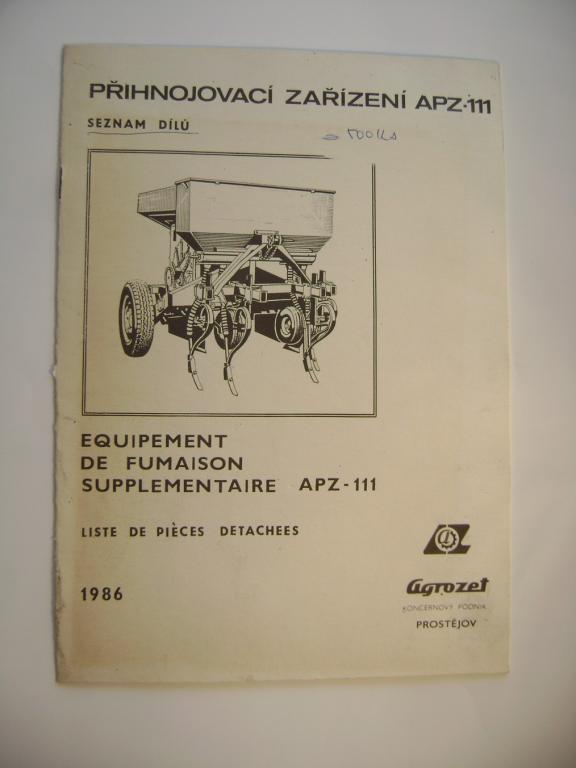 PŘIHNOJOVACÍ ZAŘÍZENÍ APZ-111
SEZNAM DÍLŮ
EQUIPEMENT
DE FUMAISON
SUPPLEMENTAIRE APZ-111
LISTE DE PIÈCES DETACHEES
1986
agrozet
KONCERNOVÝ PODNIK
PROSTĚJOV